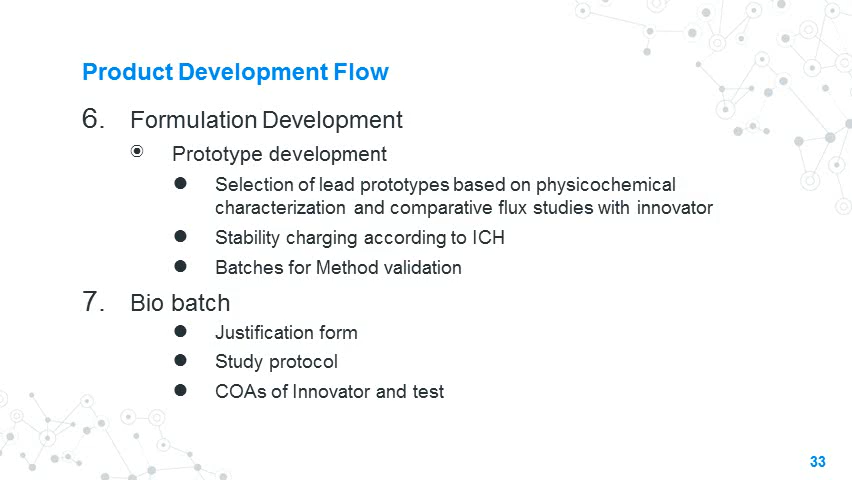 Product Development Flow
6. Formulation Development
Prototype development
Selection of lead prototypes based on physicochemical
characterization and comparative flux studies with innovator
Stability charging according to ICH
Batches for Method validation
7. Bio batch
Justification form
Study protocol
COAs of Innovator and test
33